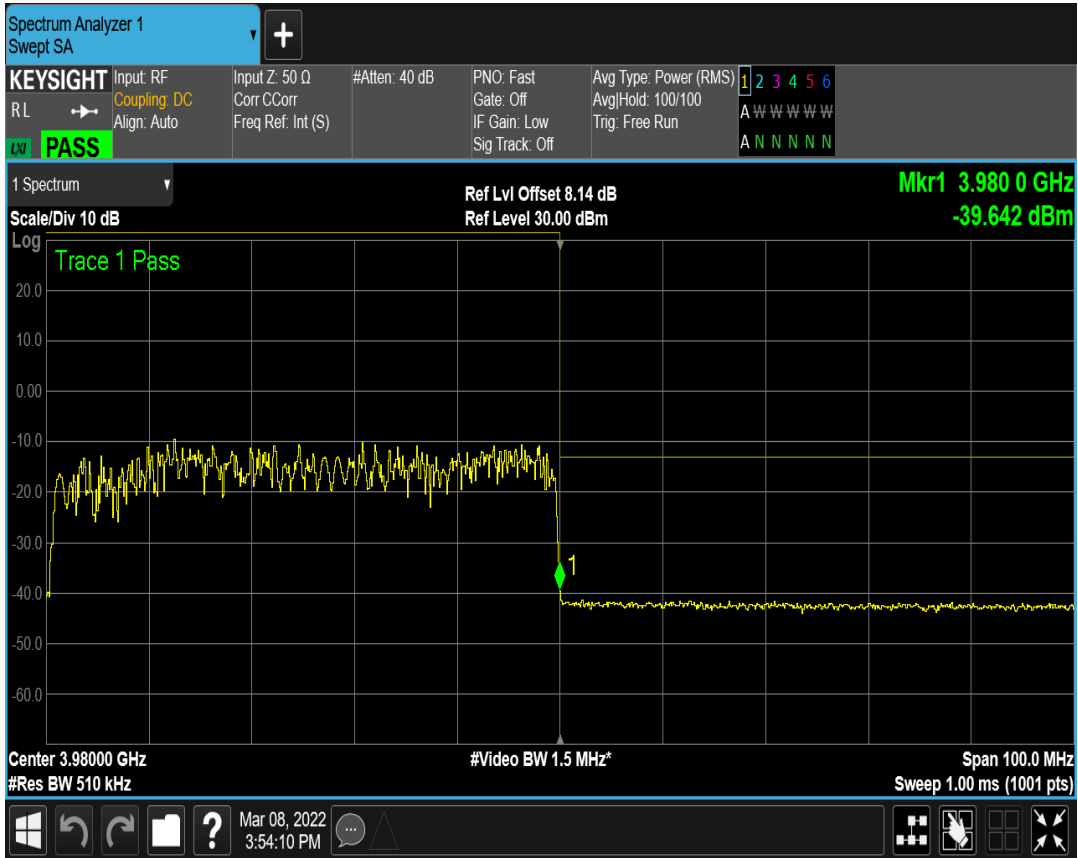 Spectrum Analyzer 1
Swept SA
+
KEYSIGHT
R L
LXI
PASS
Input: RF
Coupling: DC
Align: Auto
Input Z: 50 Ω
Corr CCorr
Freq Ref: Int (S)
#Atten: 40 dB
PNO: Fast
Gate: Off
IF Gain: Low
Sig Track: Off
Avg Type: Power (RMS)
Avg|Hold: 100/100
Trig: Free Run
1 2 3 4 5 6
A W W W W W
A N N N N N
1 Spectrum
Scale/Div 10 dB
Ref Lvl Offset 8.14 dB
Ref Level 30.00 dBm
Mkr1 3.980 0 GHz
-39.642 dBm
Log
Trace 1 Pass
20.0
10.0
0.00
-10.0
-20.0
-30.0
-40.0
-50.0
-60.0
1
Center 3.98000 GHz
#Res BW 510 kHz
#Video BW 1.5 MHz*
Span 100.0 MHz
Sweep 1.00 ms (1001 pts)
?
Mar 08, 2022
3:54:10 PM